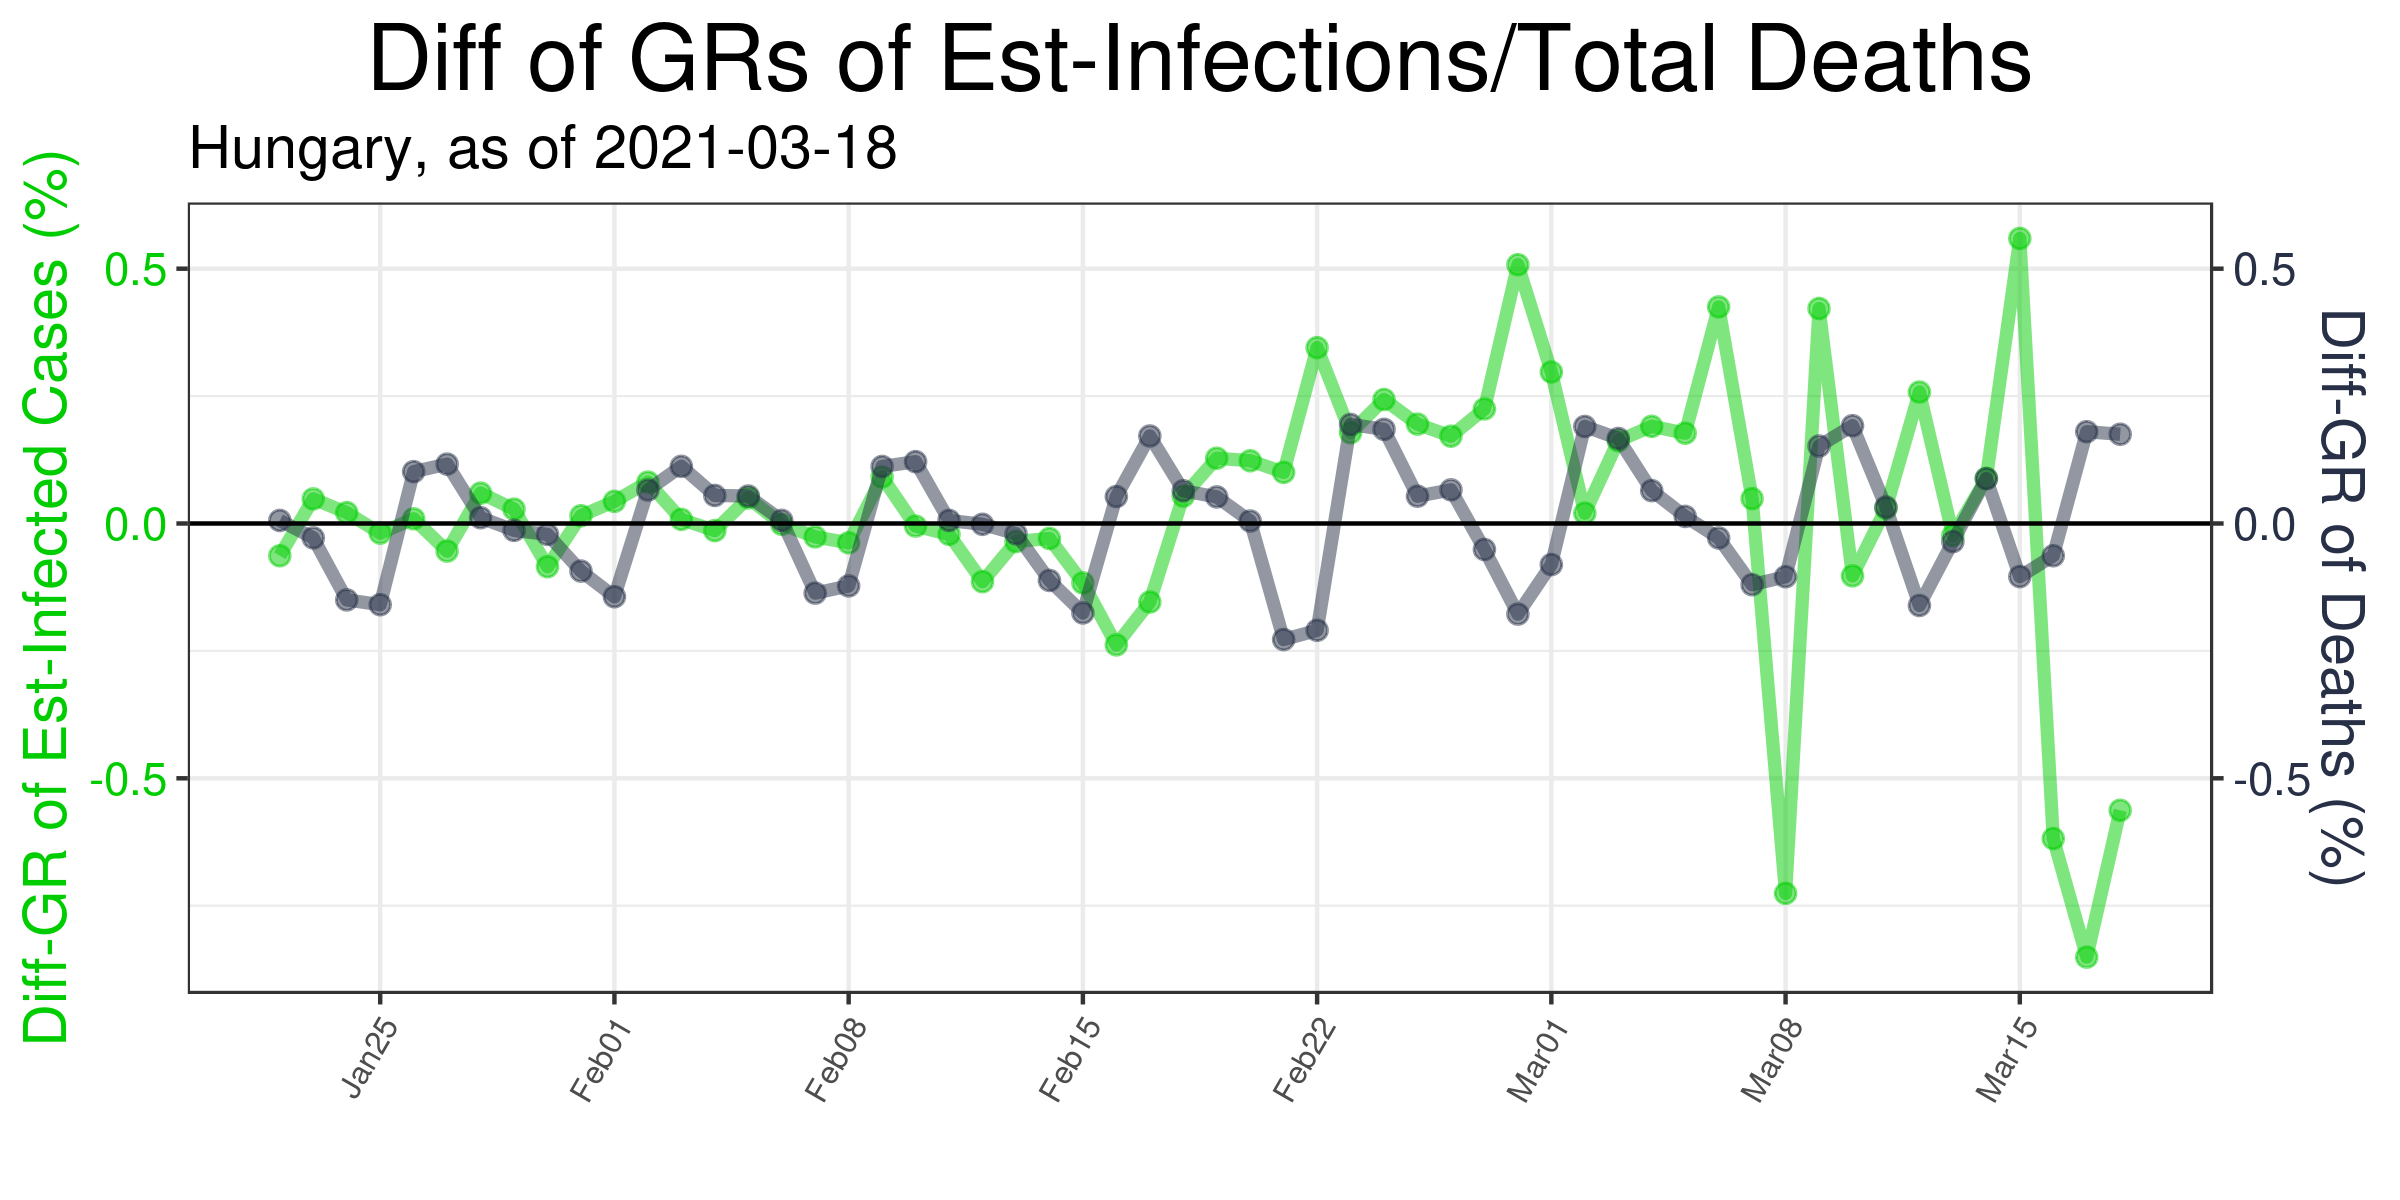 Diff of GRs of Est-Infections/Total Deaths
Hungary, as of 2021-03-18
Diff-GR of Est-Infected Cases (%)
0.5
0.0
-0.5
0.5
0.0
-0.5
Diff-GR of Deaths (%)
Jan25
Feb01
Feb08
Feb15
Feb22
Mar01
Mar08
Mar15